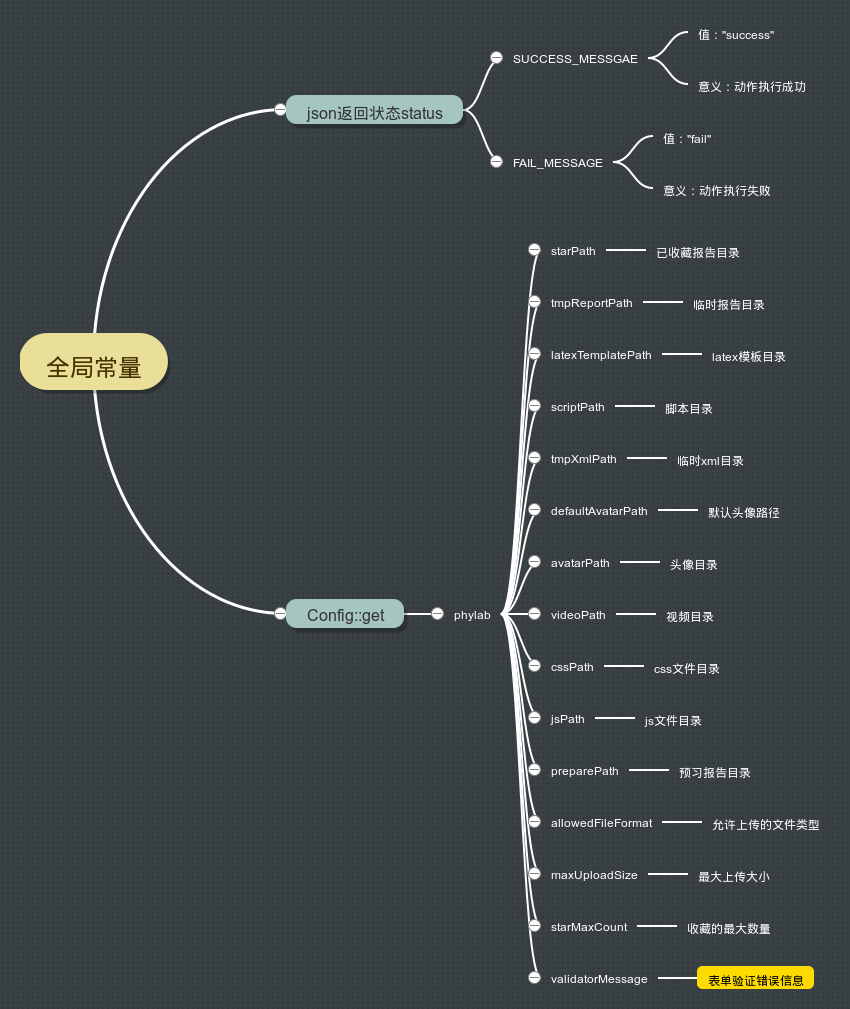 全局常量
json返回状态status
SUCCESS_MESSGAE
值："success"
意义：动作执行成功
FAIL_MESSAGE
值："fail"
意义：动作执行失败
Config::get
phylab
starPath
已收藏报告目录
tmpReportPath
临时报告目录
latexTemplatePath
latex模板目录
scriptPath
脚本目录
tmpXmlPath
临时xml目录
defaultAvatarPath
默认头像路径
avatarPath
头像目录
videoPath
视频目录
cssPath
css文件目录
jsPath
js文件目录
preparePath
预习报告目录
allowedFileFormat
允许上传的文件类型
maxUploadSize
最大上传大小
starMaxCount
收藏的最大数量
validatorMessage
表单验证错误信息